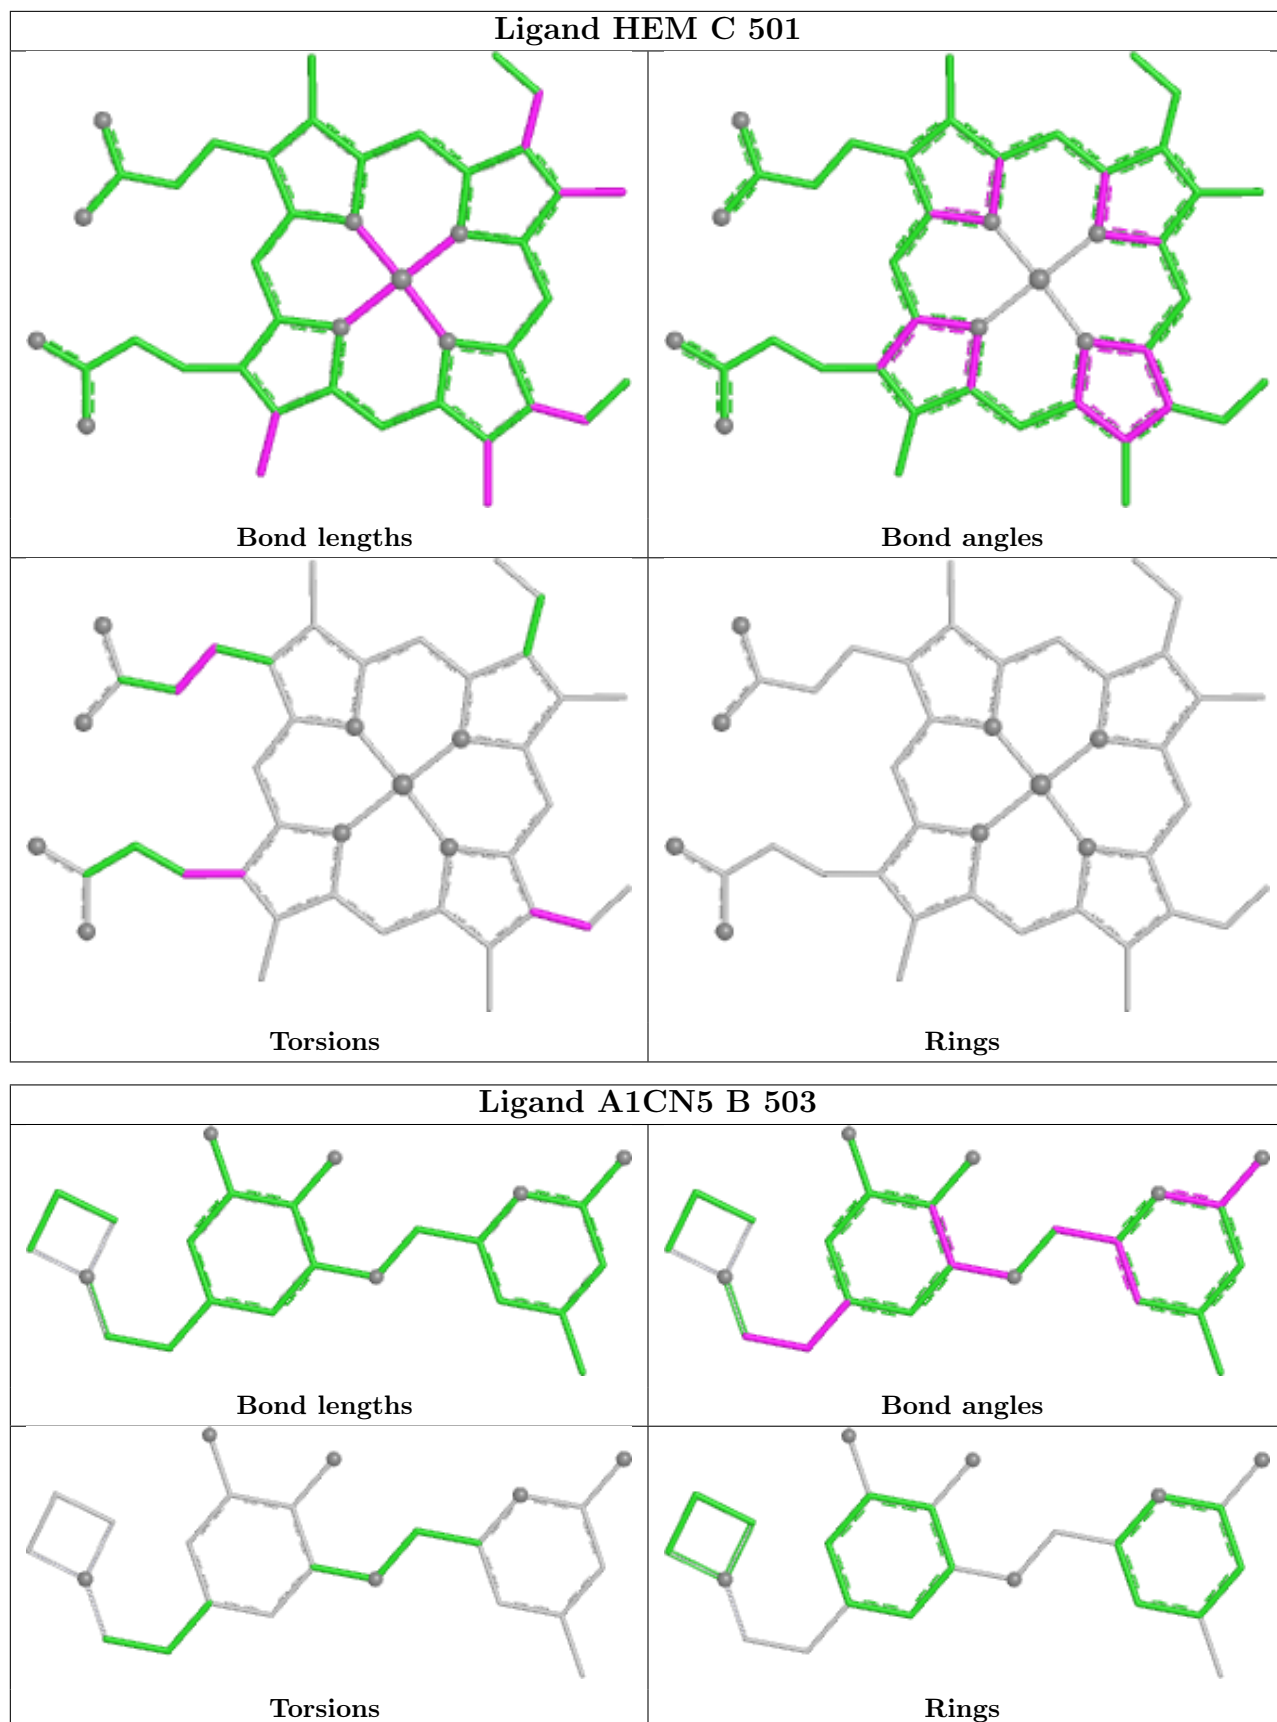 Ligand HEM C 501
Bond lengths
Bond angles
Torsions
Rings
Ligand A1CN5 B 503
Bond lengths
Bond angles
Torsions
Rings